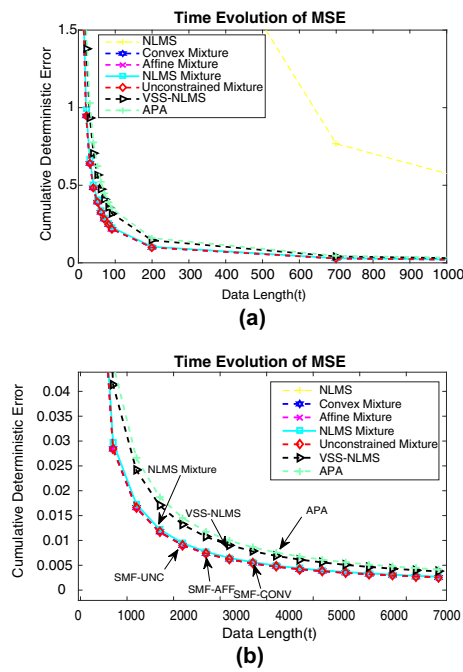 Time Evolution of MSE
Cumulative Deterministic Error
1.5
1
0.5
0
NLMS
Convex Mixture
Affine Mixture
NLMS Mixture
Unconstrained Mixture
VSS-NLMS
APA
0 100 200 300 400 500 600 700 800 900 1000
Data Length(t)
(a)
Time Evolution of MSE
Cumulative Deterministic Error
0.04
0.035
0.03
0.025
0.02
0.015
0.01
0.005
0
NLMS
Convex Mixture
Affine Mixture
NLMS Mixture
Unconstrained Mixture
VSS-NLMS
APA
NLMS Mixture
VSS-NLMS
APA
SMF-UNC
SMF-AFF
SMF-CONV
0 1000 2000 3000 4000 5000 6000 7000
Data Length(t)
(b)